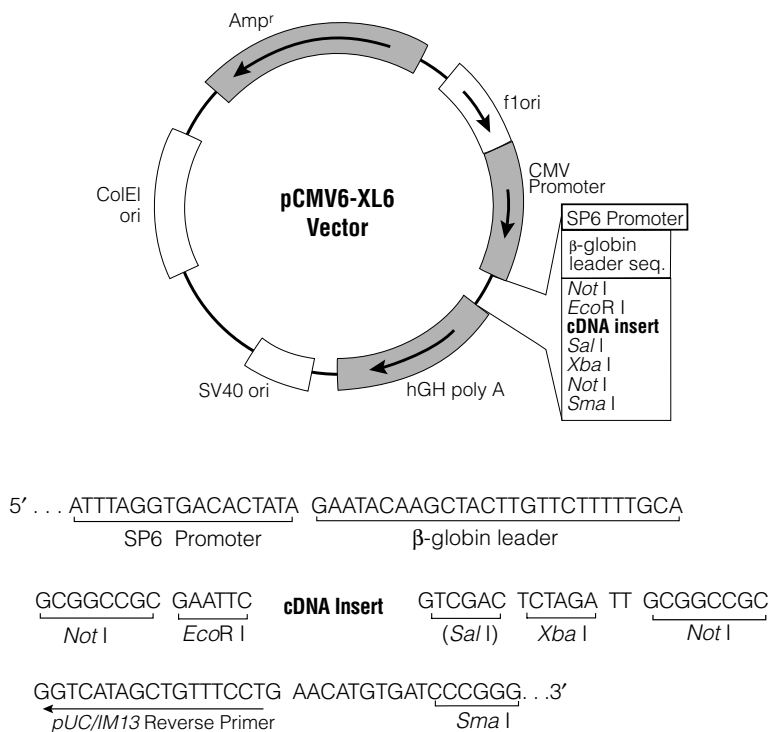 Ampʳ
f1ori
CMV
Promoter
ColEI
ori
pCMV6-XL6
Vector
SP6 Promoter
β-globin
leader seq.
Not I
EcoR I
cDNA insert
Sal I
Xba I
Not I
Sma I
SV40 ori
hGH poly A
5′ . . . ATTTAGGTGACACTATA GAATACAAGCTACTTGTTCTTTTTGCA
SP6 Promoter β-globin leader
GCGGCCGC GAATTC cDNA Insert GTCGAC TCTAGA TT GCGGCCGC
Not I EcoR I (Sal I) Xba I Not I
GGTCATAGCTGTTTCCTG AACATGTGATCCCGGG...3′
pUC/IM13 Reverse Primer Sma I